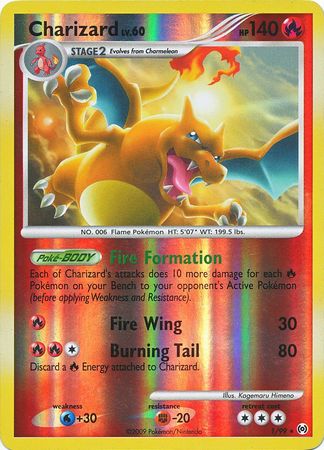 Charizard LV.60 HP 140
STAGE2 Evolves from Charmeleon
NO. 006 Flame Pokémon HT: 5'07" WT: 199.5 lbs.
Poké-BODY Fire Formation
Each of Charizard's attacks does 10 more damage for each
Pokémon on your Bench to your opponent's Active Pokémon
(before applying Weakness and Resistance).
Fire Wing 30
Burning Tail 80
Discard a Energy attached to Charizard.
Illus. Kagemaru Himeno
weakness resistance retreat cost
+30 -20 1/99
©2009 Pokémon/Nintendo